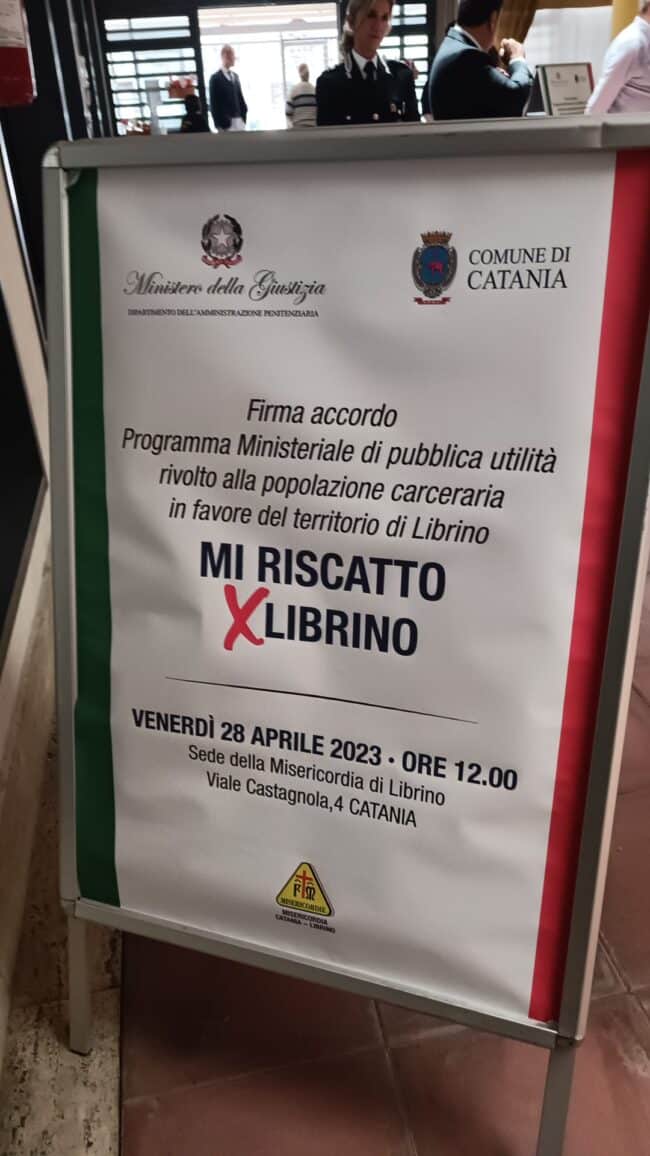 Ministero della Giustizia
DIPARTIMENTO DELL'AMMINISTRAZIONE PENITENZIARIA
COMUNE DI
CATANIA
Firma accordo
Programma Ministeriale di pubblica utilità
rivolto alla popolazione carceraria
in favore del territorio di Librino
MI RISCATTO
X LIBRINO
VENERDÌ 28 APRILE 2023 • ORE 12.00
Sede della Misericordia di Librino
Viale Castagnola,4 CATANIA
MISERICORDIE
MISERICORDIA
CATANIA – LIBRINO